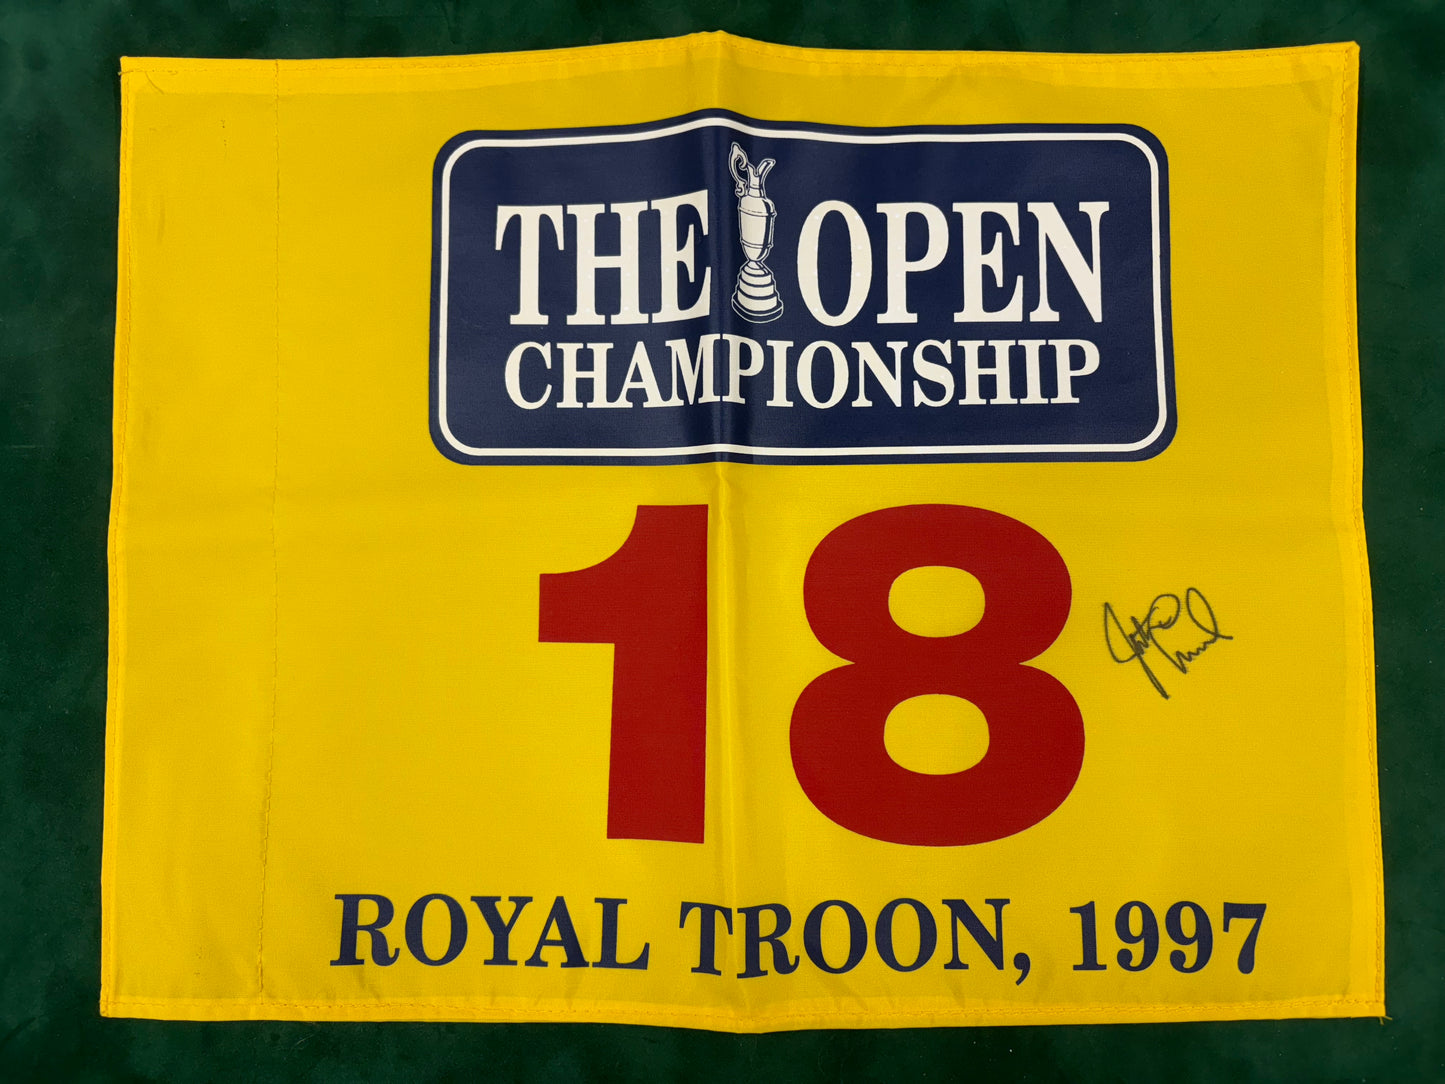 THE OPEN
CHAMPIONSHIP
18
ROYAL TROON, 1997